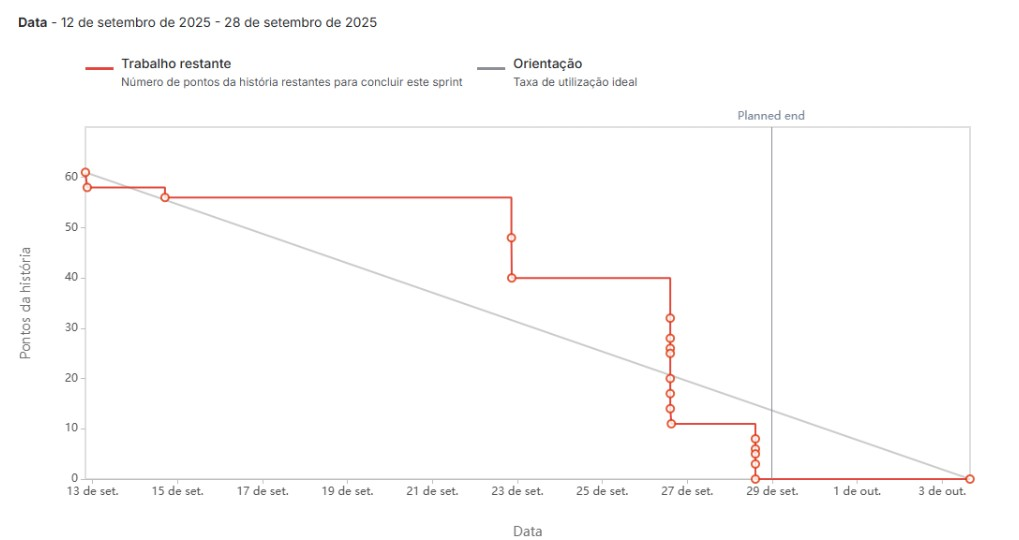 Data - 12 de setembro de 2025 - 28 de setembro de 2025
Trabalho restante
Número de pontos da história restantes para concluir este sprint
Orientação
Taxa de utilização ideal
Planned end
Pontos da história
60
50
40
30
20
10
0
13 de set.
15 de set.
17 de set.
19 de set.
21 de set.
23 de set.
25 de set.
27 de set.
29 de set.
1 de out.
3 de out.
Data